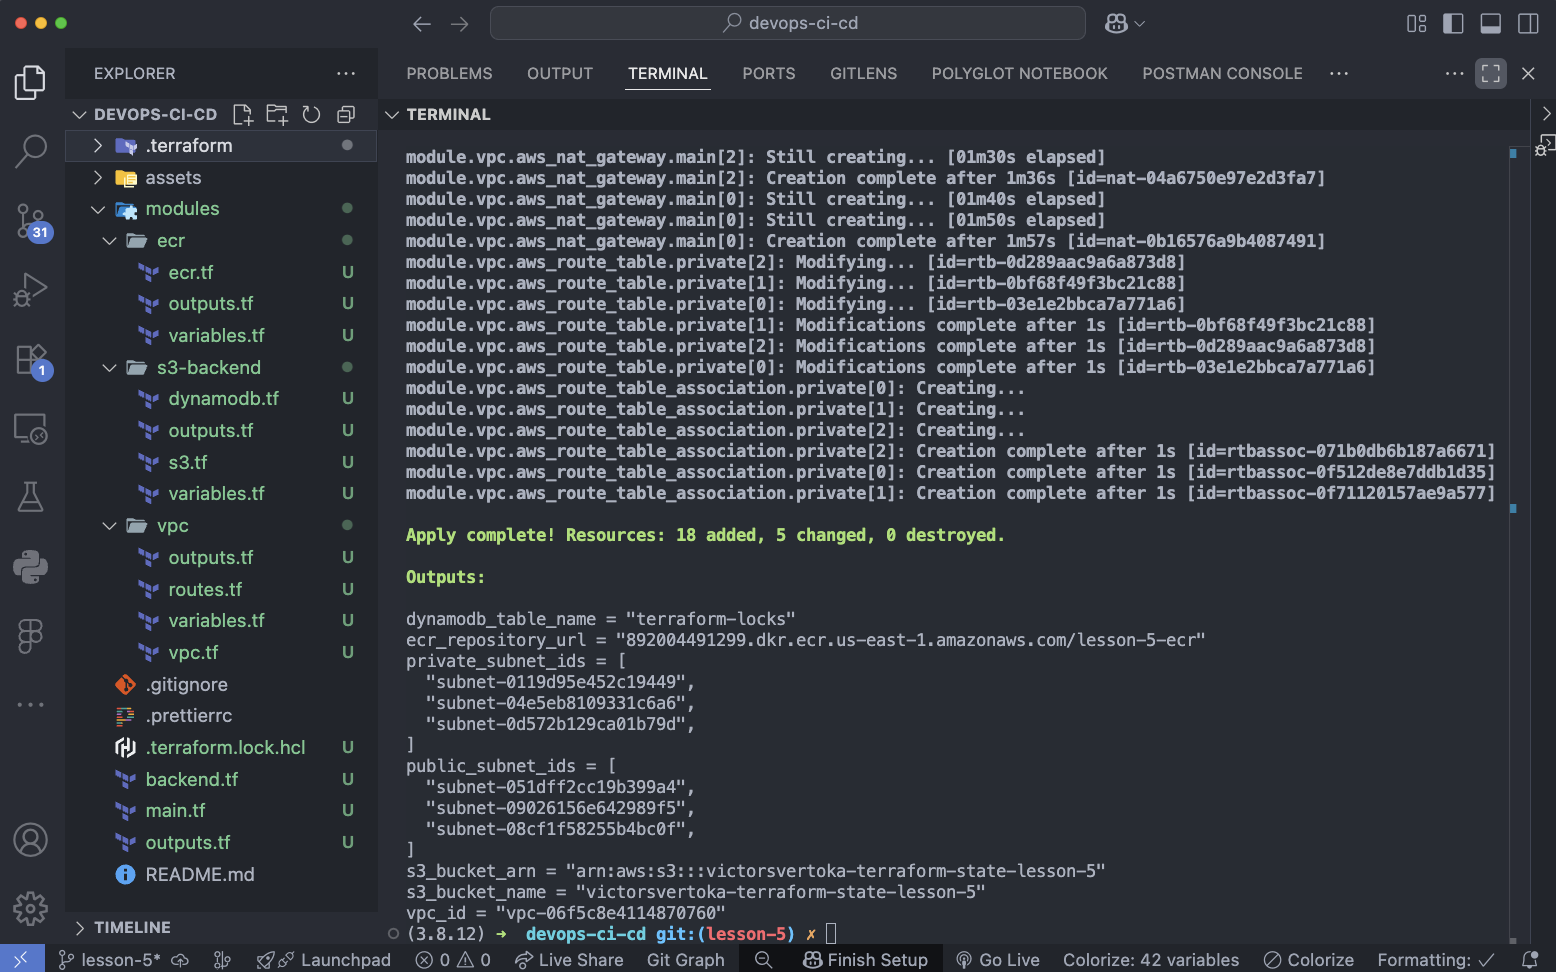 devops-ci-cd
EXPLORER
PROBLEMS OUTPUT TERMINAL PORTS GITLENS POLYGLOT NOTEBOOK POSTMAN CONSOLE
DEVOPS-CI-CD
.terraform
assets
modules
ecr
ecr.tf U
outputs.tf U
variables.tf U
s3-backend
dynamodb.tf U
outputs.tf U
s3.tf U
variables.tf U
vpc
outputs.tf U
routes.tf U
variables.tf U
vpc.tf U
.gitignore
.prettierrc
.terraform.lock.hcl U
backend.tf U
main.tf U
outputs.tf U
README.md
TIMELINE
31
1
TERMINAL
module.vpc.aws_nat_gateway.main[2]: Still creating... [01m30s elapsed]
module.vpc.aws_nat_gateway.main[2]: Creation complete after 1m36s [id=nat-04a6750e97e2d3fa7]
module.vpc.aws_nat_gateway.main[0]: Still creating... [01m40s elapsed]
module.vpc.aws_nat_gateway.main[0]: Still creating... [01m50s elapsed]
module.vpc.aws_nat_gateway.main[0]: Creation complete after 1m57s [id=nat-0b16576a9b4087491]
module.vpc.aws_route_table.private[2]: Modifying... [id=rtb-0d289aac9a6a873d8]
module.vpc.aws_route_table.private[1]: Modifying... [id=rtb-0bf68f49f3bc21c88]
module.vpc.aws_route_table.private[0]: Modifying... [id=rtb-03e1e2bbca7a771a6]
module.vpc.aws_route_table.private[1]: Modifications complete after 1s [id=rtb-0bf68f49f3bc21c88]
module.vpc.aws_route_table.private[2]: Modifications complete after 1s [id=rtb-0d289aac9a6a873d8]
module.vpc.aws_route_table.private[0]: Modifications complete after 1s [id=rtb-03e1e2bbca7a771a6]
module.vpc.aws_route_table_association.private[0]: Creating...
module.vpc.aws_route_table_association.private[1]: Creating...
module.vpc.aws_route_table_association.private[2]: Creating...
module.vpc.aws_route_table_association.private[2]: Creation complete after 1s [id=rtbassoc-071b0db6b187a6671]
module.vpc.aws_route_table_association.private[0]: Creation complete after 1s [id=rtbassoc-0f512de8e7ddb1d35]
module.vpc.aws_route_table_association.private[1]: Creation complete after 1s [id=rtbassoc-0f71120157ae9a577]
Apply complete! Resources: 18 added, 5 changed, 0 destroyed.
Outputs:
dynamodb_table_name = "terraform-locks"
ecr_repository_url = "892004491299.dkr.ecr.us-east-1.amazonaws.com/lesson-5-ecr"
private_subnet_ids = [
"subnet-0119d95e452c19449",
"subnet-04e5eb8109331c6a6",
"subnet-0d572b129ca01b79d",
]
public_subnet_ids = [
"subnet-051dff2cc19b399a4",
"subnet-09026156e642989f5",
"subnet-08cf1f58255b4bc0f",
]
s3_bucket_arn = "arn:aws:s3:::victorsvertoka-terraform-state-lesson-5"
s3_bucket_name = "victorsvertoka-terraform-state-lesson-5"
vpc_id = "vpc-06f5c8e4114870760"
(3.8.12) ➜ devops-ci-cd git:(lesson-5) ✗
lesson-5* Launchpad 0 0 Live Share Git Graph Finish Setup Go Live Colorize: 42 variables Colorize Formatting: ✓